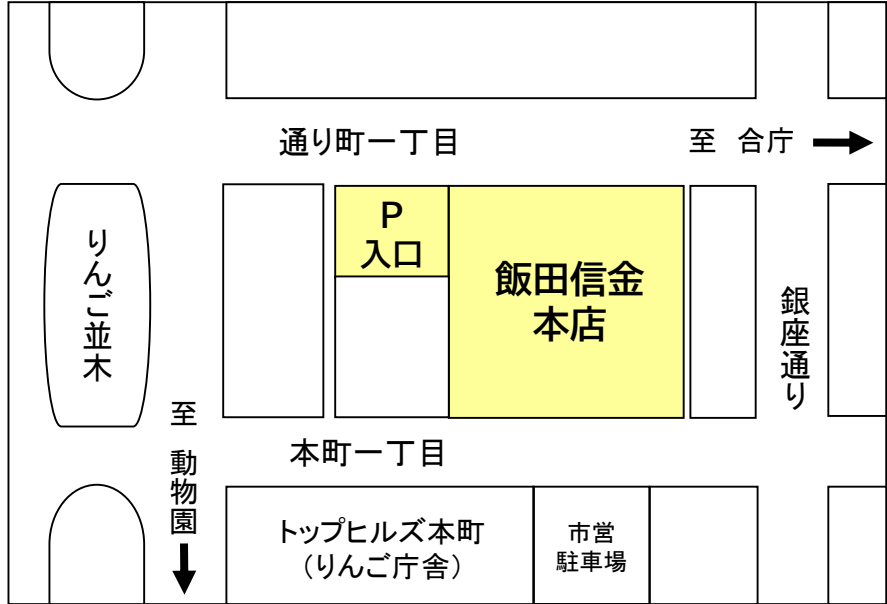 通り町一丁目
至 合庁
P
入口
飯田信金
本店
りんご並木
銀座通り
至 動物園
本町一丁目
トップヒルズ本町
（りんご庁舎）
市営
駐車場